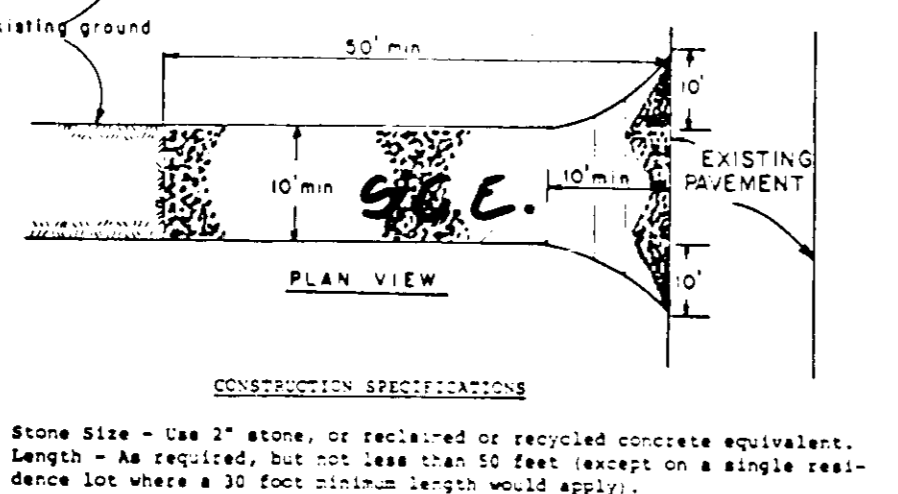 existing ground
50' min
10'
EXISTING
PAVEMENT
10' min
10' min
S.C.E.
10'
PLAN VIEW
CONSTRUCTION SPECIFICATIONS
Stone Size - Use 2" stone, or reclaimed or recycled concrete equivalent.
Length - As required, but not less than 50 feet (except on a single resi-
dence lot where a 30 foot minimum length would apply).